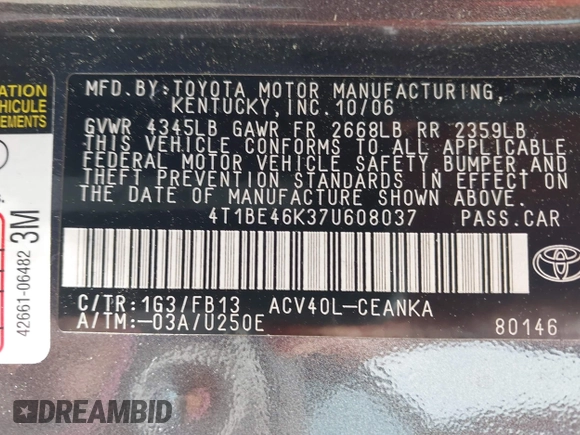 ATION
VEHICULE
EMENTS
42661-06482 3M
MFD.BY:TOYOTA MOTOR MANUFACTURING,
KENTUCKY,INC.10/06
GVWR 4345LB GAWR FR 2668LB RR 2359LB
THIS VEHICLE CONFORMS TO ALL APPLICABLE
FEDERAL MOTOR VEHICLE SAFETY, BUMPER AND
THEFT PREVENTION STANDARDS IN EFFECT ON
THE DATE OF MANUFACTURE SHOWN ABOVE.
4T1BE46K37U608037 PASS.CAR
C/TR:1G3/FB13 ACV40L-CEANKA
A/TM:-03A/U250E 80146
DREAMBID